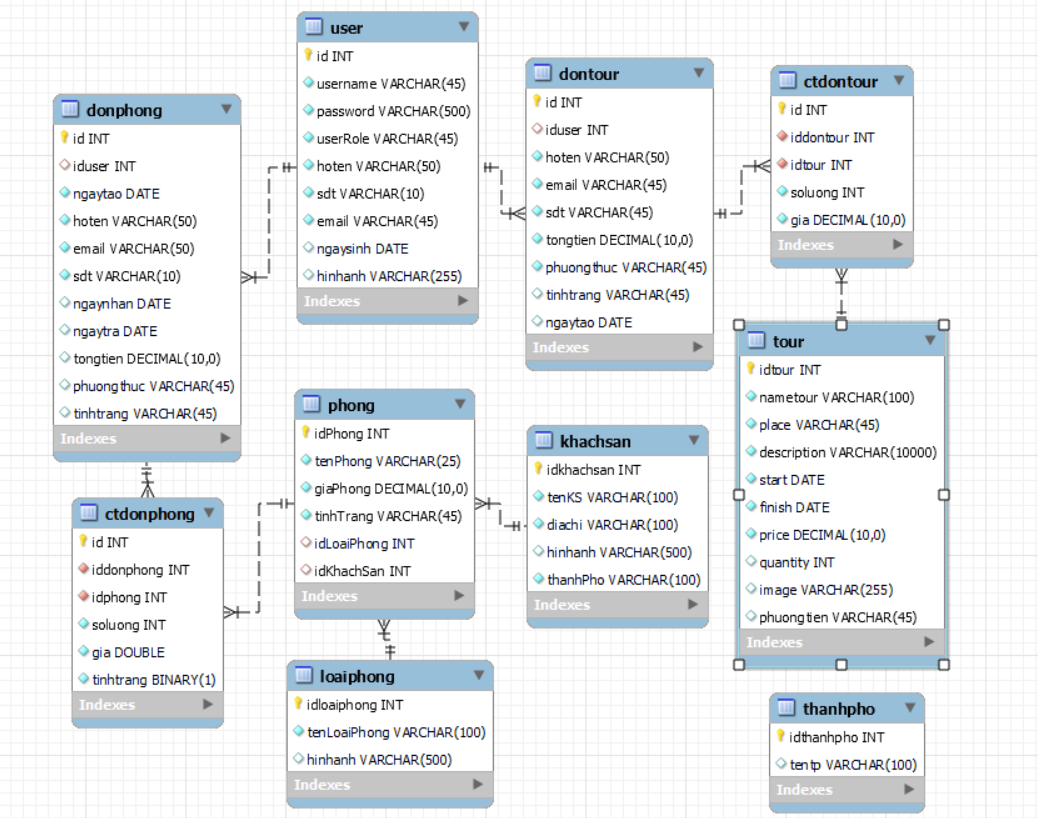 user
id INT
username VARCHAR(45)
password VARCHAR(500)
userRole VARCHAR(45)
hoten VARCHAR(50)
sdt VARCHAR(10)
email VARCHAR(45)
ngaysinh DATE
hinhanh VARCHAR(255)
Indexes
dontour
id INT
iduser INT
hoten VARCHAR(50)
email VARCHAR(45)
sdt VARCHAR(45)
tongtien DECIMAL(10,0)
phuongthuc VARCHAR(45)
tinhtrang VARCHAR(45)
ngaytao DATE
Indexes
ctdontour
id INT
iddontour INT
idtour INT
soluong INT
gia DECIMAL(10,0)
Indexes
donphong
id INT
iduser INT
ngaytao DATE
hoten VARCHAR(50)
email VARCHAR(50)
sdt VARCHAR(10)
ngaynhan DATE
ngaytra DATE
tongtien DECIMAL(10,0)
phuongthuc VARCHAR(45)
tinhtrang VARCHAR(45)
Indexes
tour
idtour INT
nametour VARCHAR(100)
place VARCHAR(45)
description VARCHAR(10000)
start DATE
finish DATE
price DECIMAL(10,0)
quantity INT
image VARCHAR(255)
phuongtien VARCHAR(45)
Indexes
phong
idPhong INT
tenPhong VARCHAR(25)
giaPhong DECIMAL(10,0)
tinhTrang VARCHAR(45)
idLoaiPhong INT
idKhachSan INT
Indexes
khachsan
idkhachsan INT
tenKS VARCHAR(100)
diachi VARCHAR(100)
hinhanh VARCHAR(500)
thanhPho VARCHAR(100)
Indexes
ctdonphong
id INT
iddonphong INT
idphong INT
soluong INT
gia DOUBLE
tinhtrang BINARY(1)
Indexes
loaiphong
idloaiphong INT
tenLoaiPhong VARCHAR(100)
hinhanh VARCHAR(500)
Indexes
thanhpho
idthanhpho INT
tentp VARCHAR(100)
Indexes